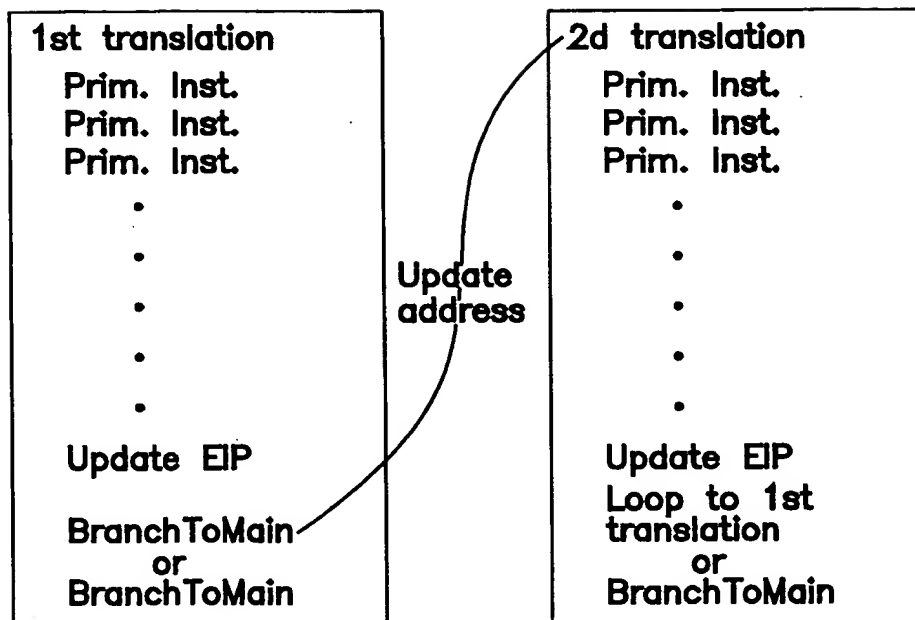 1st translation
Prim. Inst.
Prim. Inst.
Prim. Inst.
Update EIP
BranchToMain
or
BranchToMain
Update
address
2d translation
Prim. Inst.
Prim. Inst.
Prim. Inst.
Update EIP
Loop to 1st
translation
or
BranchToMain